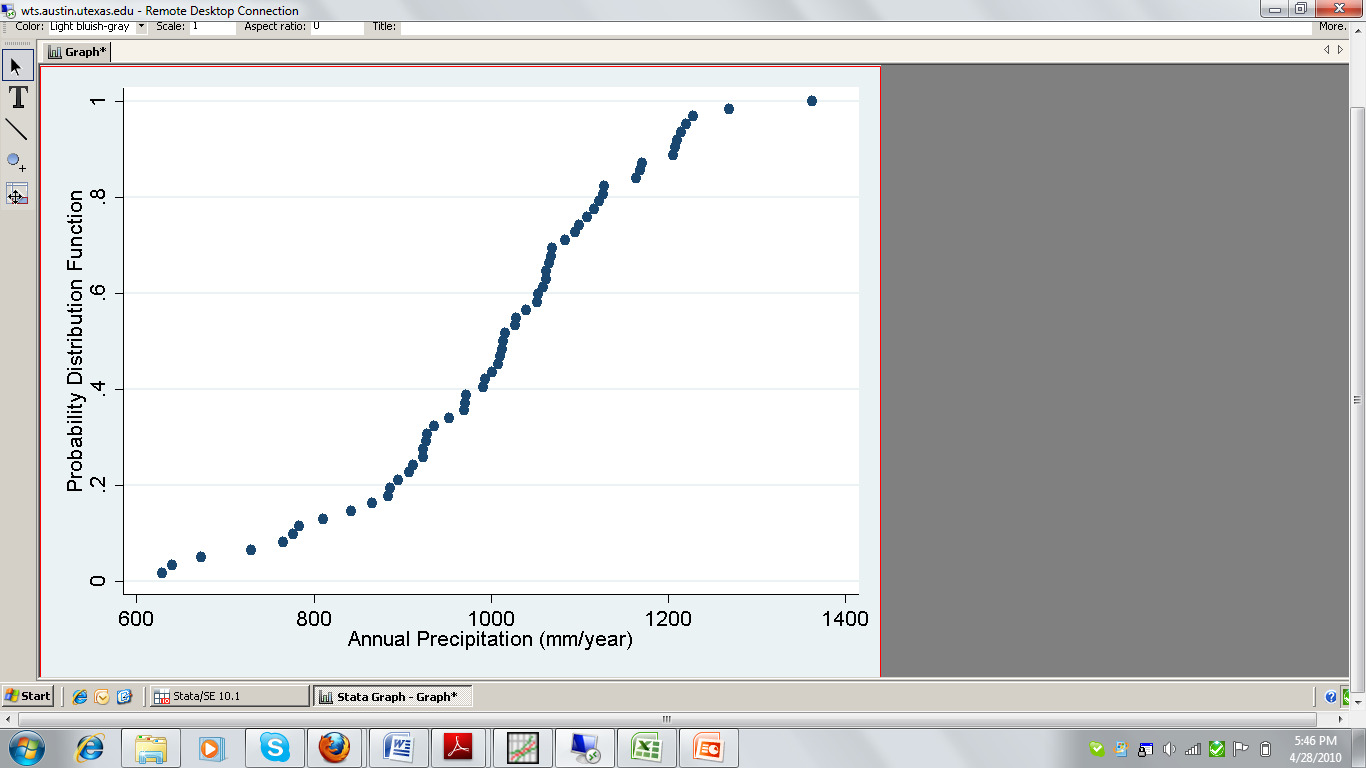 wts.austin.utexas.edu - Remote Desktop Connection
Color: Light bluish-gray Scale: 1 Aspect ratio: 0 Title: More.
Graph*
T
1
.8
.6
.4
.2
0
Probability Distribution Function
600 800 1000 1200 1400
Annual Precipitation (mm/year)
Start Stata/SE 10.1 Stata Graph - Graph*
5:46 PM
4/28/2010